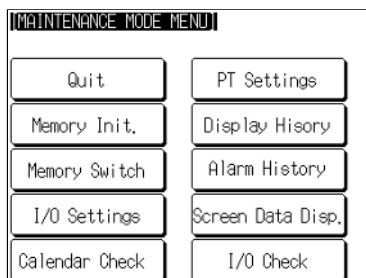 [MAINTENANCE MODE MENU]
Quit
PT Settings
Memory Init.
Display Hisory
Memory Switch
Alarm History
I/O Settings
Screen Data Disp.
Calendar Check
I/O Check